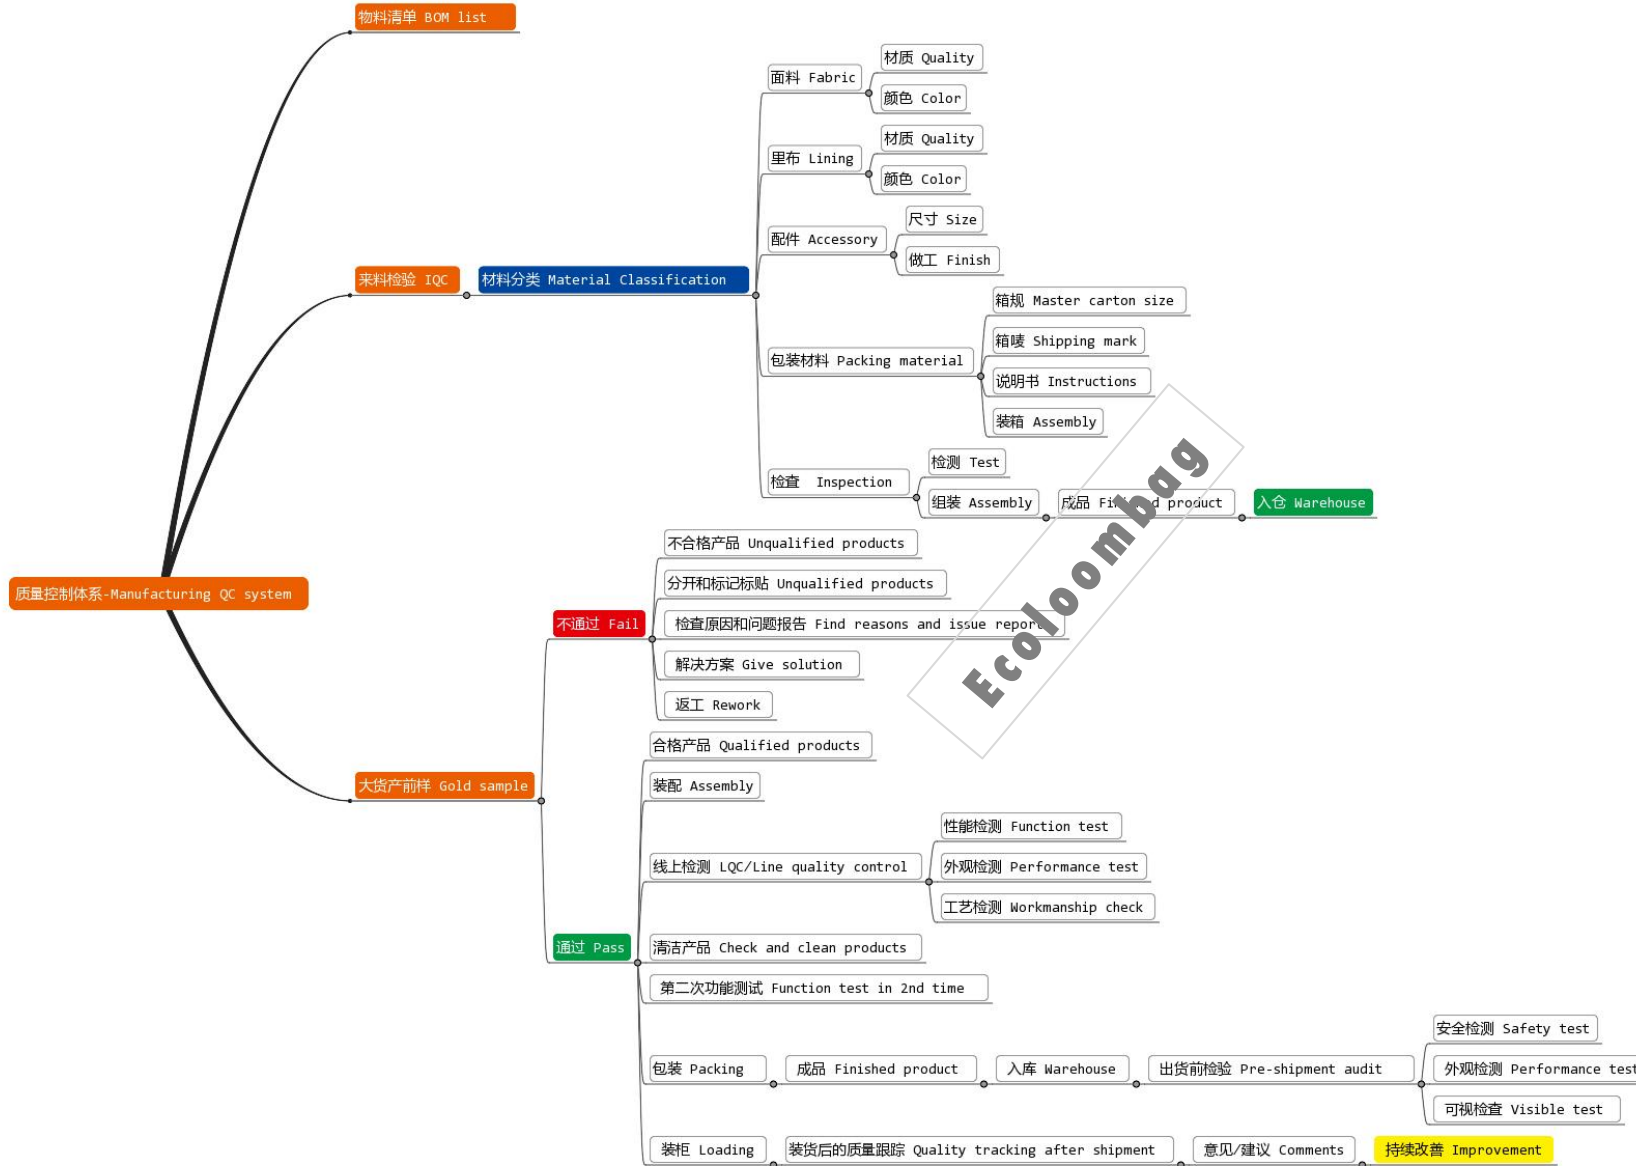 物料清单 BOM list
材质 Quality
面料 Fabric
颜色 Color
材质 Quality
里布 Lining
颜色 Color
尺寸 Size
配件 Accessory
做工 Finish
来料检验 IQC
材料分类 Material Classification
箱规 Master carton size
箱唛 Shipping mark
包装材料 Packing material
说明书 Instructions
装箱 Assembly
检测 Test
检查 Inspection
组装 Assembly
成品 Finished product
入仓 Warehouse
Ecoloombag
不合格产品 Unqualified products
分开和标记标贴 Unqualified products
质量控制体系-Manufacturing QC system
不通过 Fail
检查原因和问题报告 Find reasons and issue report
解决方案 Give solution
返工 Rework
合格产品 Qualified products
大货产前样 Gold sample
装配 Assembly
性能检测 Function test
线上检测 LQC/Line quality control
外观检测 Performance test
工艺检测 Workmanship check
通过 Pass
清洁产品 Check and clean products
第二次功能测试 Function test in 2nd time
安全检测 Safety test
包装 Packing
成品 Finished product
入库 Warehouse
出货前检验 Pre-shipment audit
外观检测 Performance test
可视检查 Visible test
装柜 Loading
装货后的质量跟踪 Quality tracking after shipment
意见/建议 Comments
持续改善 Improvement